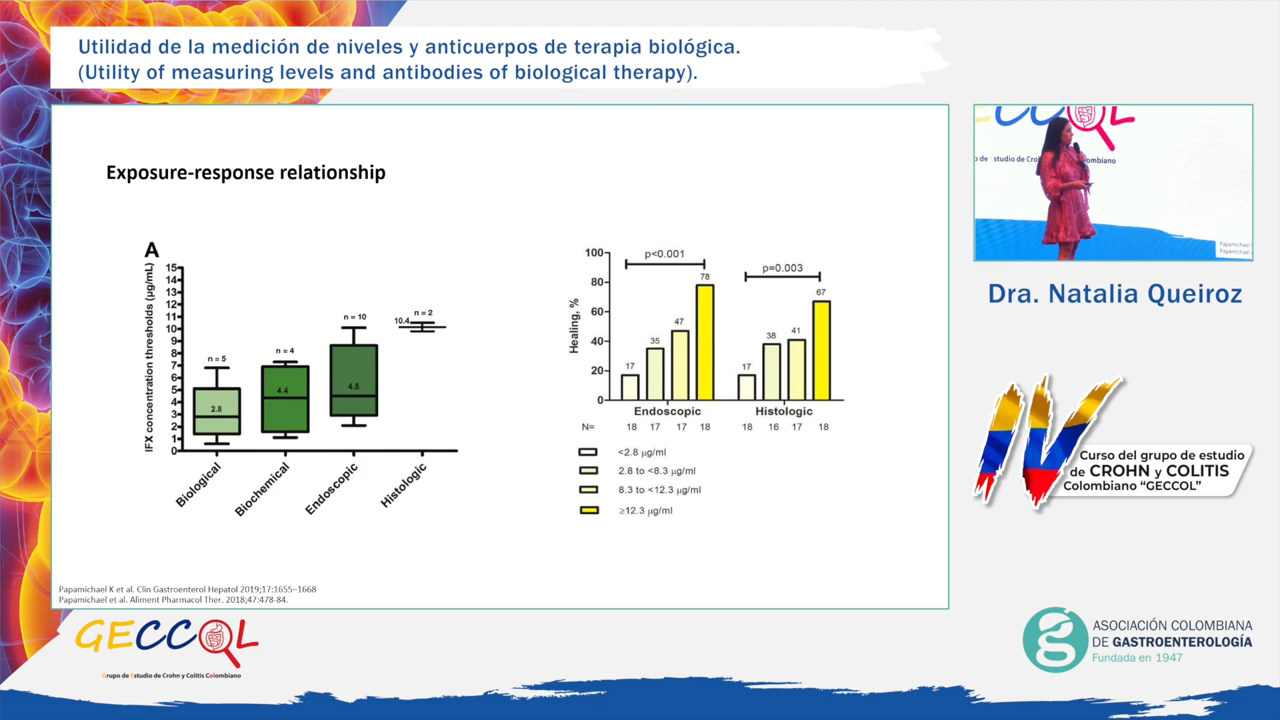 Utilidad de la medición de niveles y anticuerpos de terapia biológica.
(Utility of measuring levels and antibodies of biological therapy).
Exposure-response relationship
A
IFX concentration thresholds (µg/mL)
15
14
13
12
11
10
9
8
7
6
5
4
3
2
1
0
n = 5
2.8
n = 4
4.4
n = 10
4.5
n = 2
10.4
Biological
Biochemical
Endoscopic
Histologic
Healing, %
100
80
60
40
20
0
p<0.001
p=0.003
17
35
47
78
17
38
41
67
Endoscopic
Histologic
N=
18
17
17
18
18
16
17
18
<2.8 µg/ml
2.8 to <8.3 µg/ml
8.3 to <12.3 µg/ml
≥12.3 µg/ml
Papamichael K et al. Clin Gastroenterol Hepatol 2019;17:1655–1668
Papamichael et al. Aliment Pharmacol Ther. 2018;47:478-84.
GECCOL
Grupo de Estudio de Crohn y Colitis Colombiano
Dra. Natalia Queiroz
IV
Curso del grupo de estudio
de CROHN y COLITIS
Colombiano “GECCOL”
ASOCIACIÓN COLOMBIANA
DE GASTROENTEROLOGÍA
Fundada en 1947